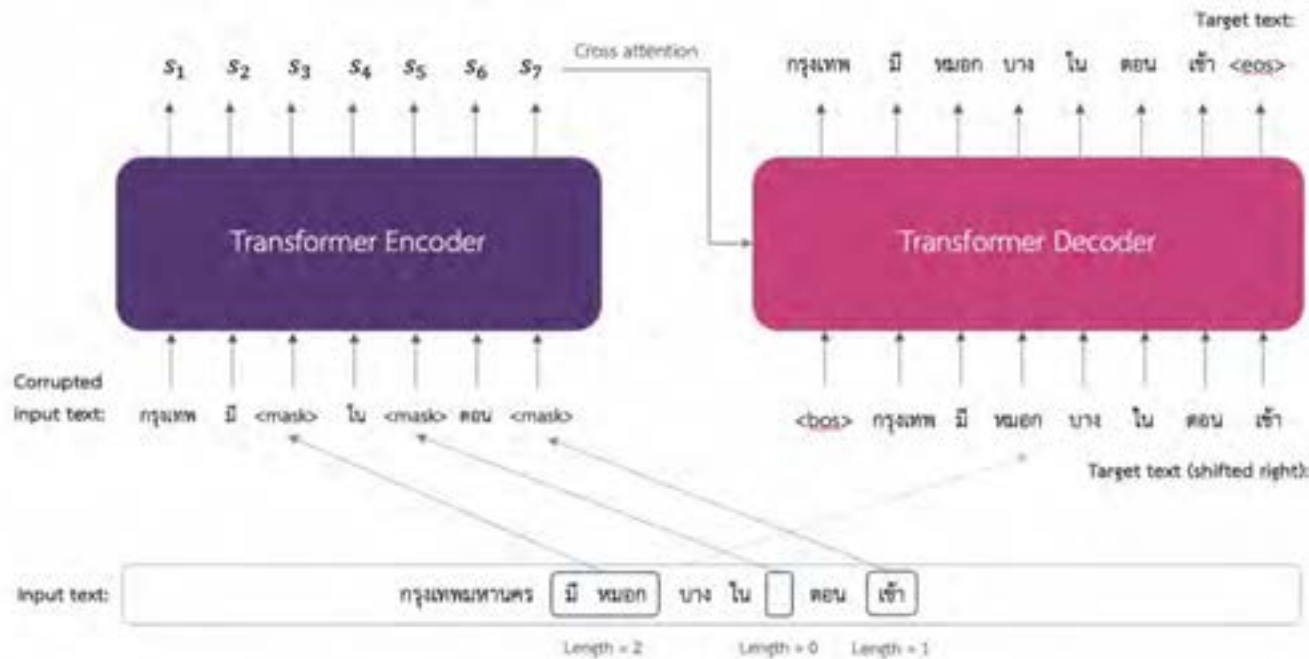 Target text:
s₁ s₂ s₃ s₄ s₅ s₆ s₇
Cross attention
กรุงเทพ มี หมอก บาง ใน ตอน เช้า <eos>
Transformer Encoder
Transformer Decoder
Corrupted
input text: กรุงเทพ มี <mask> ใน <mask> ตอน <mask>
<bos> กรุงเทพ มี หมอก บาง ใน ตอน เช้า
Target text (shifted right):
Input text: กรุงเทพมหานคร มี หมอก บาง ใน ตอน เช้า
Length = 2 Length = 0 Length = 1